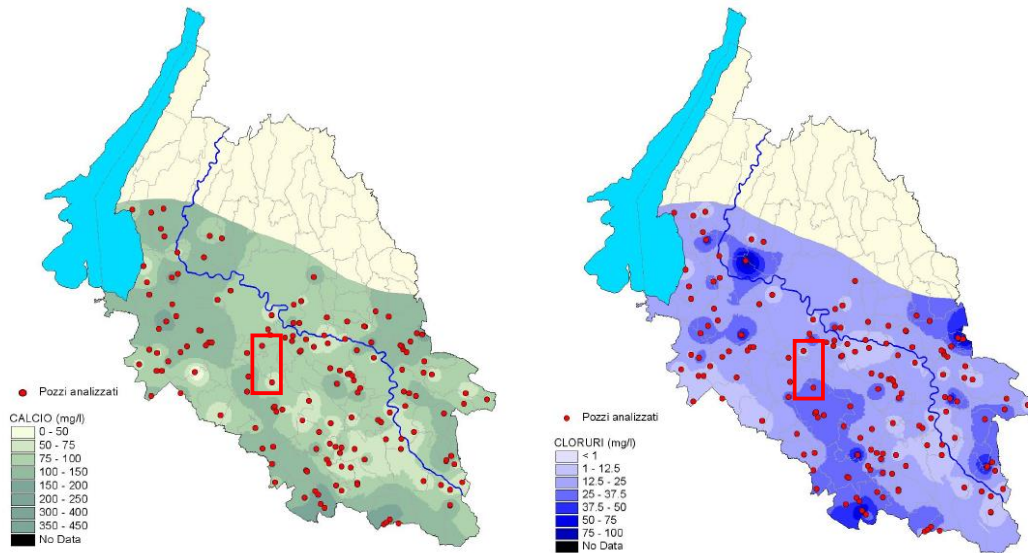 Pozzi analizzati
CALCIO (mg/l)
0 - 50
50 - 75
75 - 100
100 - 150
150 - 200
200 - 250
300 - 400
350 - 450
No Data
Pozzi analizzati
CLORURI (mg/l)
< 1
1 - 12.5
12.5 - 25
25 - 37.5
37.5 - 50
50 - 75
75 - 100
No Data